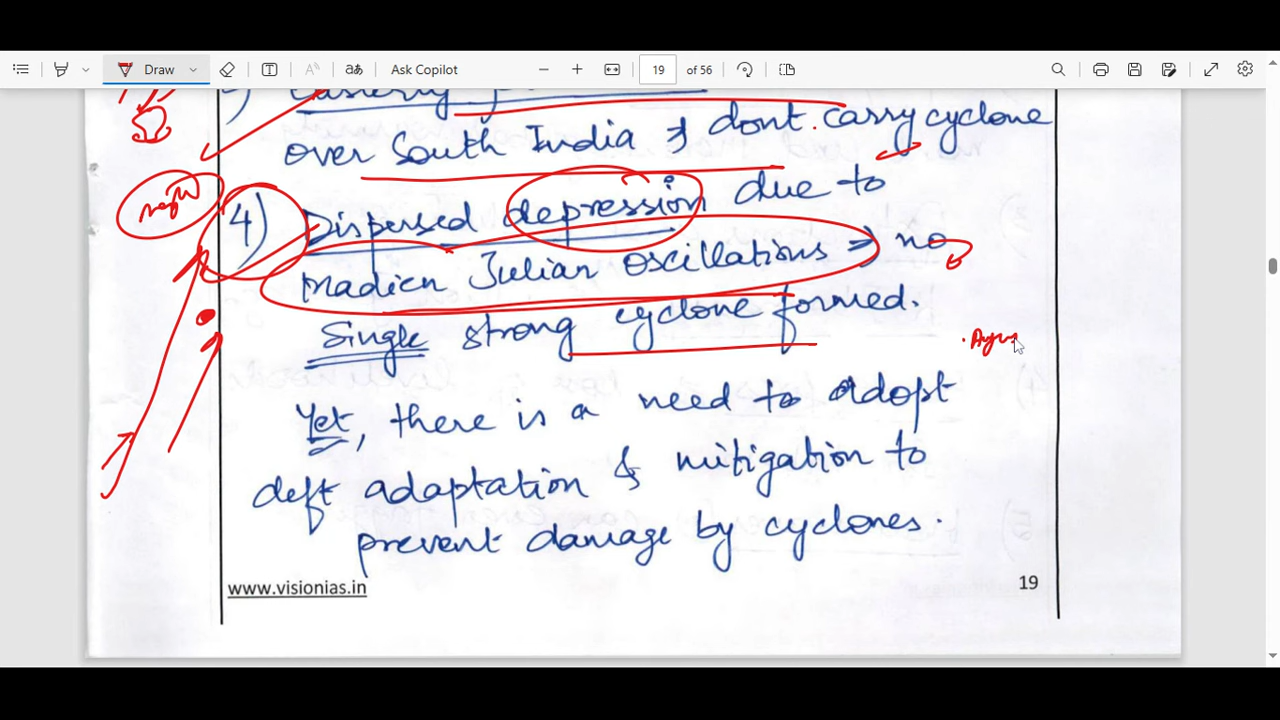 Draw
Ask Copilot
19 of 56
over South India & dont carry cyclone
4) Dispersed depression due to
Madien Julian Oscillations => no
Single strong cyclone formed.
Yet, there is a need to adopt
deft adaptation & mitigation to
prevent damage by cyclones.
www.visionias.in
19